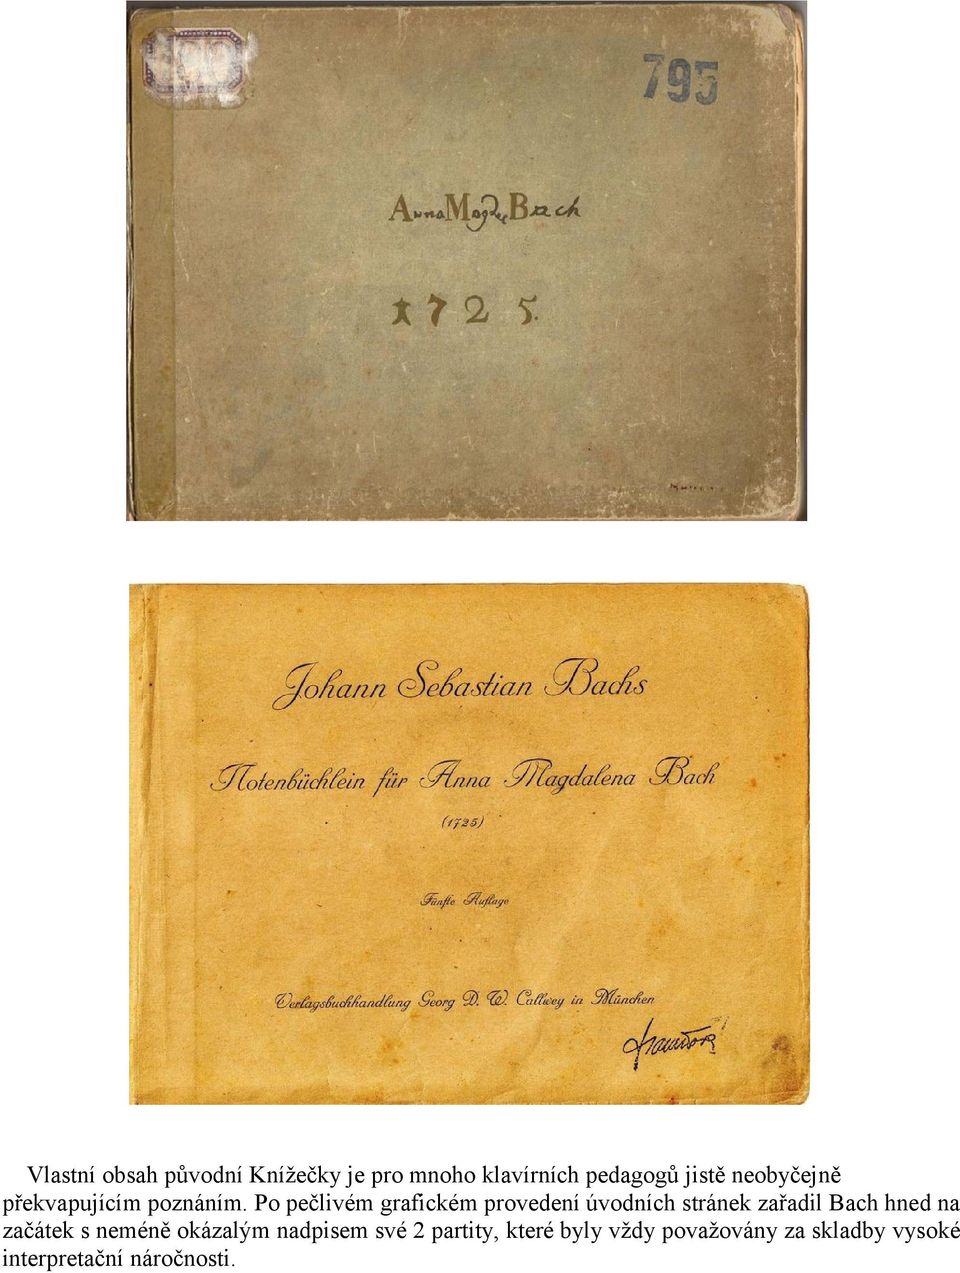 795
Anna Magd Bach
1725.
Johann Sebastian Bachs
Notenbüchlein für Anna Magdalena Bach
(1725)
Fünfte Auflage
Verlagsbuchhandlung Georg D. W. Callwey in München
Vlastní obsah původní Knížečky je pro mnoho klavírních pedagogů jistě neobyčejně
překvapujícím poznáním. Po pečlivém grafickém provedení úvodních stránek zařadil Bach hned na
začátek s neméně okázalým nadpisem své 2 partity, které byly vždy považovány za skladby vysoké
interpretační náročnosti.